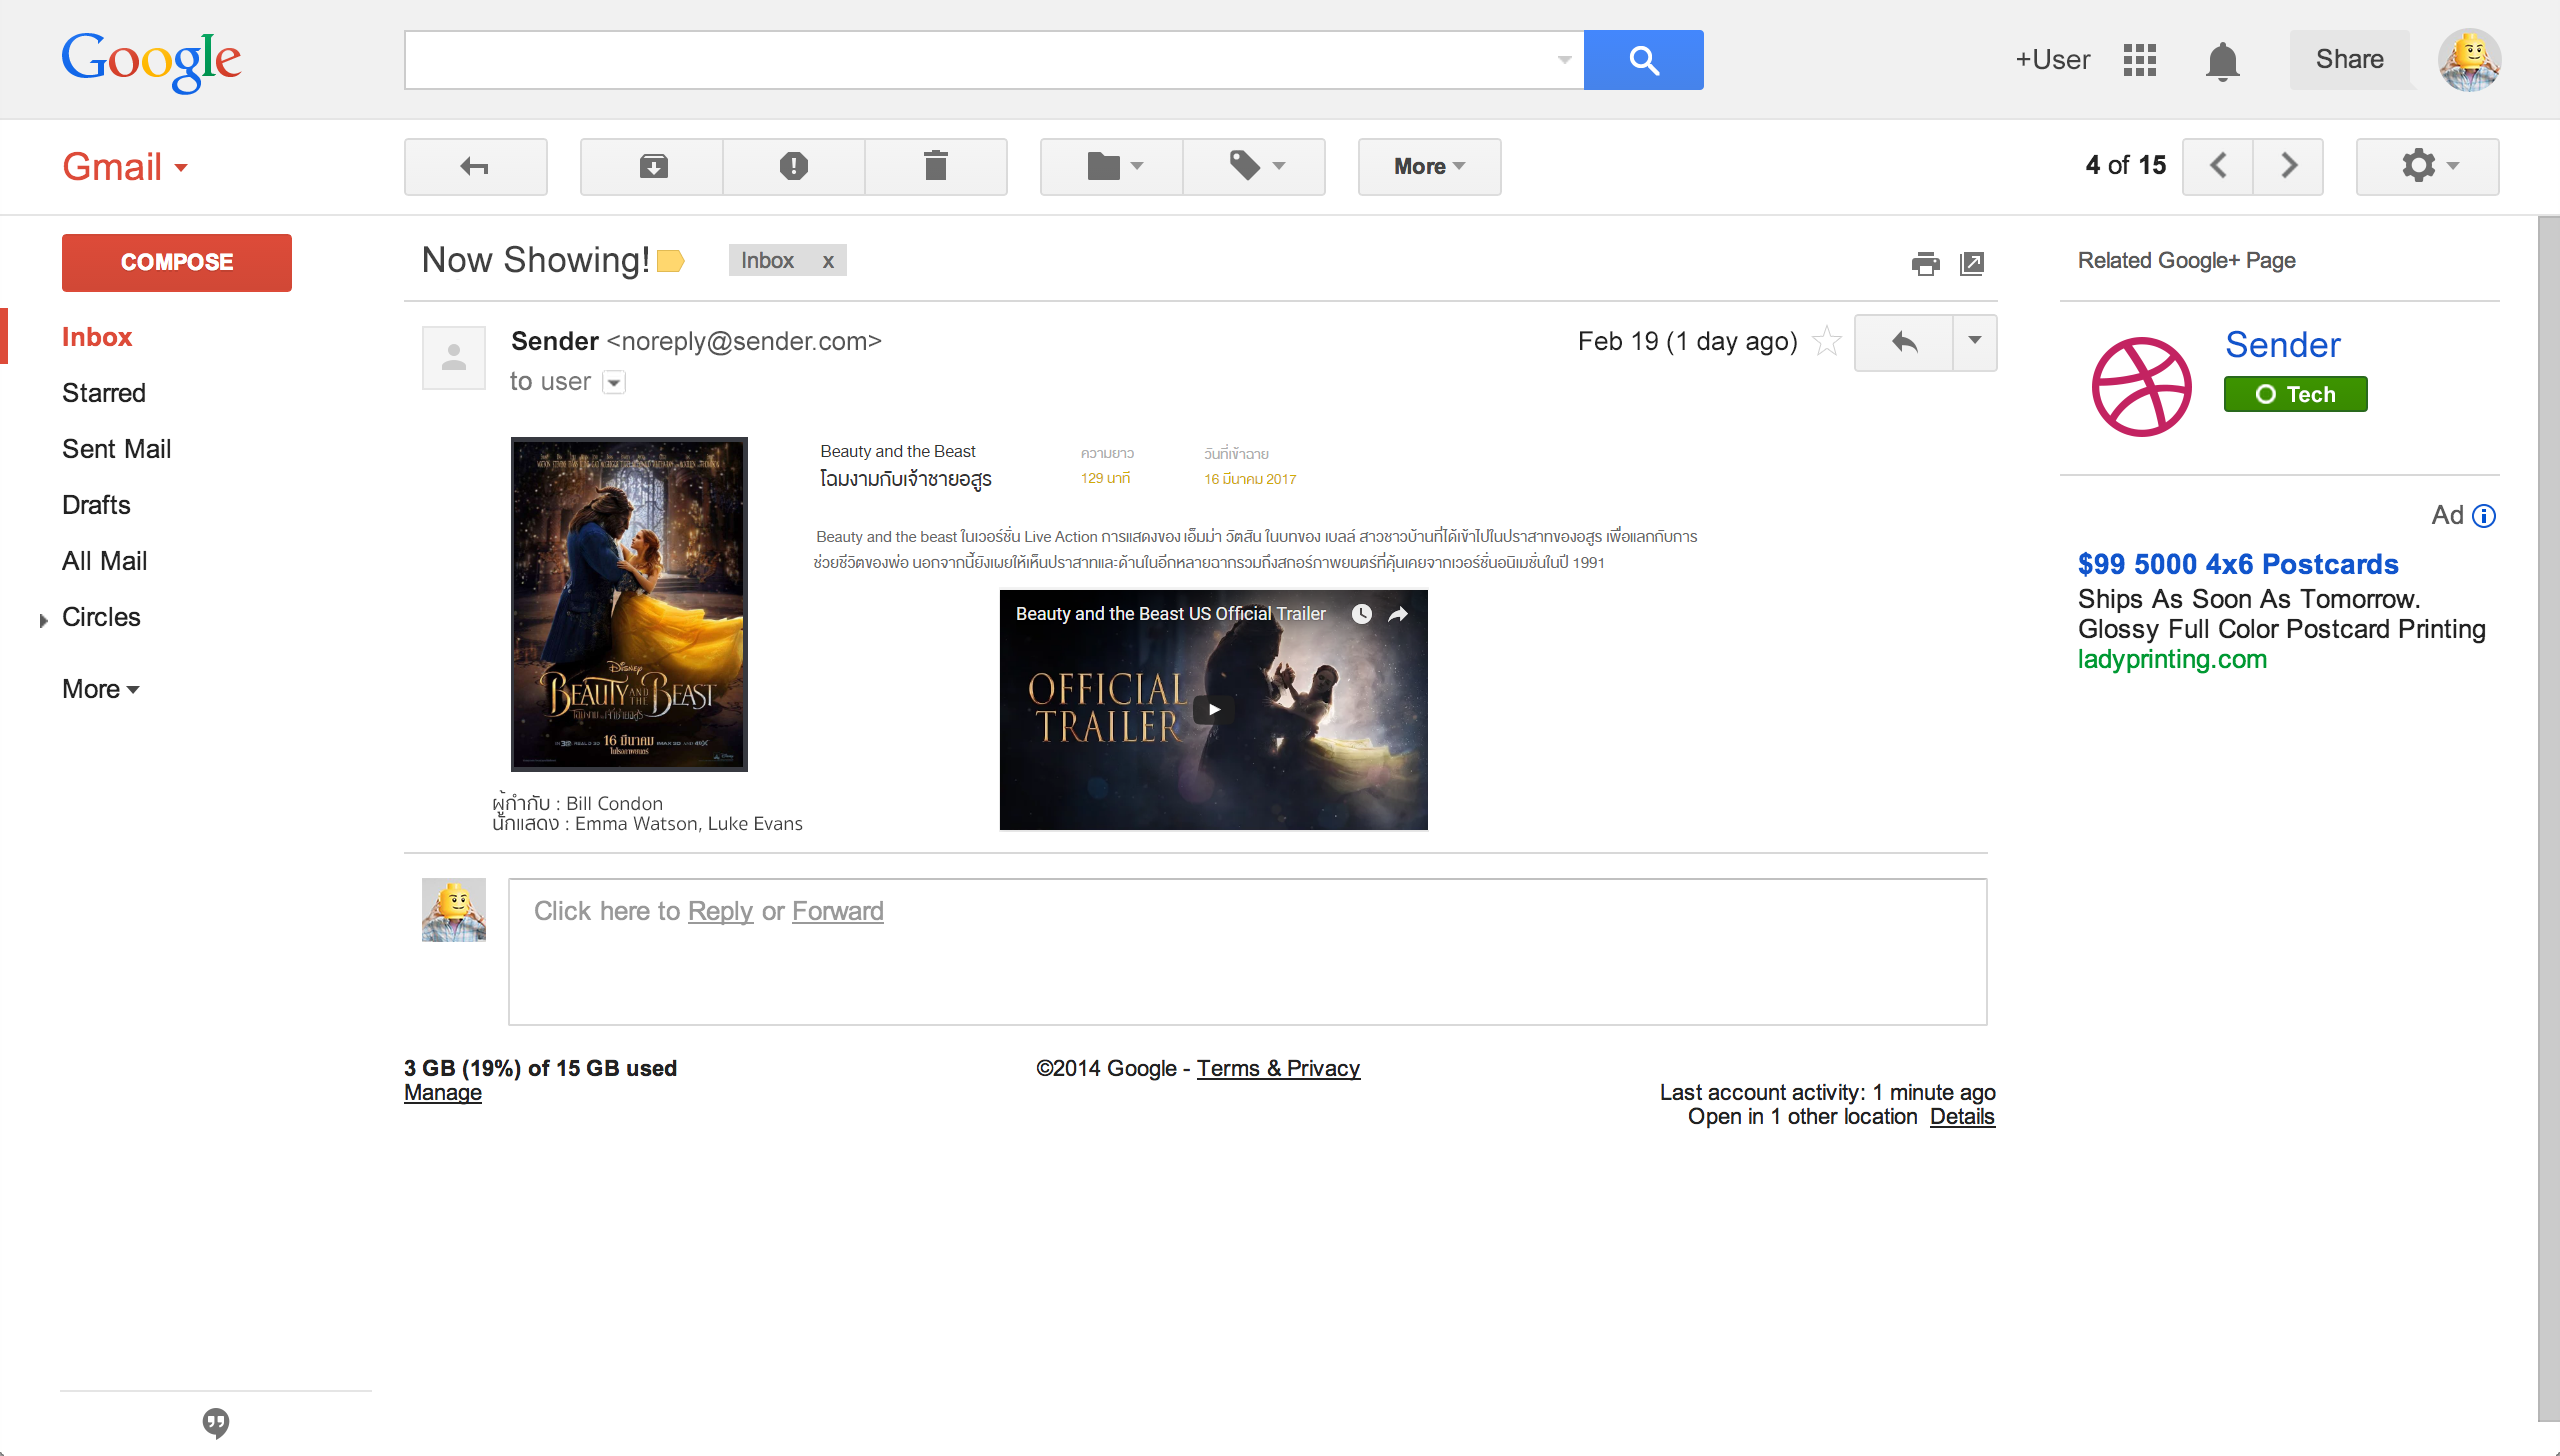 Google
+User
Share
Gmail
More
4 of 15
COMPOSE
Inbox
Starred
Sent Mail
Drafts
All Mail
Circles
More
Now Showing!
Inbox x
Sender <noreply@sender.com>
to user
Feb 19 (1 day ago)
DISNEY
BEAUTY AND THE BEAST
16 มีนาคม
Beauty and the Beast
โฉมงามกับเจ้าชายอสูร
ความยาว
129 นาที
วันที่เข้าฉาย
16 มีนาคม 2017
Beauty and the beast ในเวอร์ชั่น Live Action การแสดงของ เอ็มม่า วัตสัน ในบทของ เบลล์ สาวชาวบ้านที่ได้เข้าไปในปราสาทของอสูร เพื่อแลกกับการ
ช่วยชีวิตของพ่อ นอกจากนี้ยังเผยให้เห็นปราสาทและด้านในอีกหลายฉากรวมถึงสกอร์ภาพยนตร์ที่คุ้นเคยจากเวอร์ชั่นอนิเมชั่นในปี 1991
Beauty and the Beast US Official Trailer
OFFICIAL
TRAILER
ผู้กำกับ : Bill Condon
นักแสดง : Emma Watson, Luke Evans
Click here to Reply or Forward
3 GB (19%) of 15 GB used
Manage
©2014 Google - Terms & Privacy
Last account activity: 1 minute ago
Open in 1 other location Details
Related Google+ Page
Sender
Tech
Ad
$99 5000 4x6 Postcards
Ships As Soon As Tomorrow.
Glossy Full Color Postcard Printing
ladyprinting.com